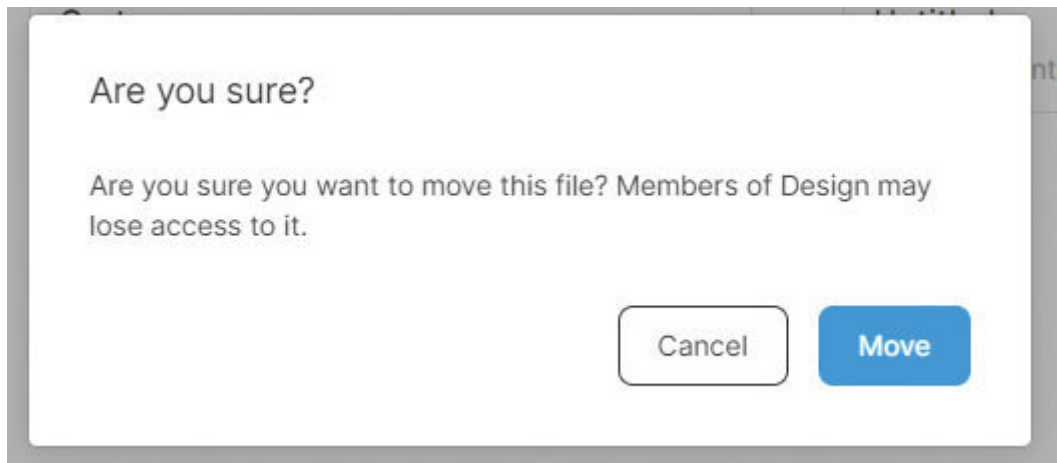 Are you sure?
Are you sure you want to move this file? Members of Design may
lose access to it.
Cancel
Move